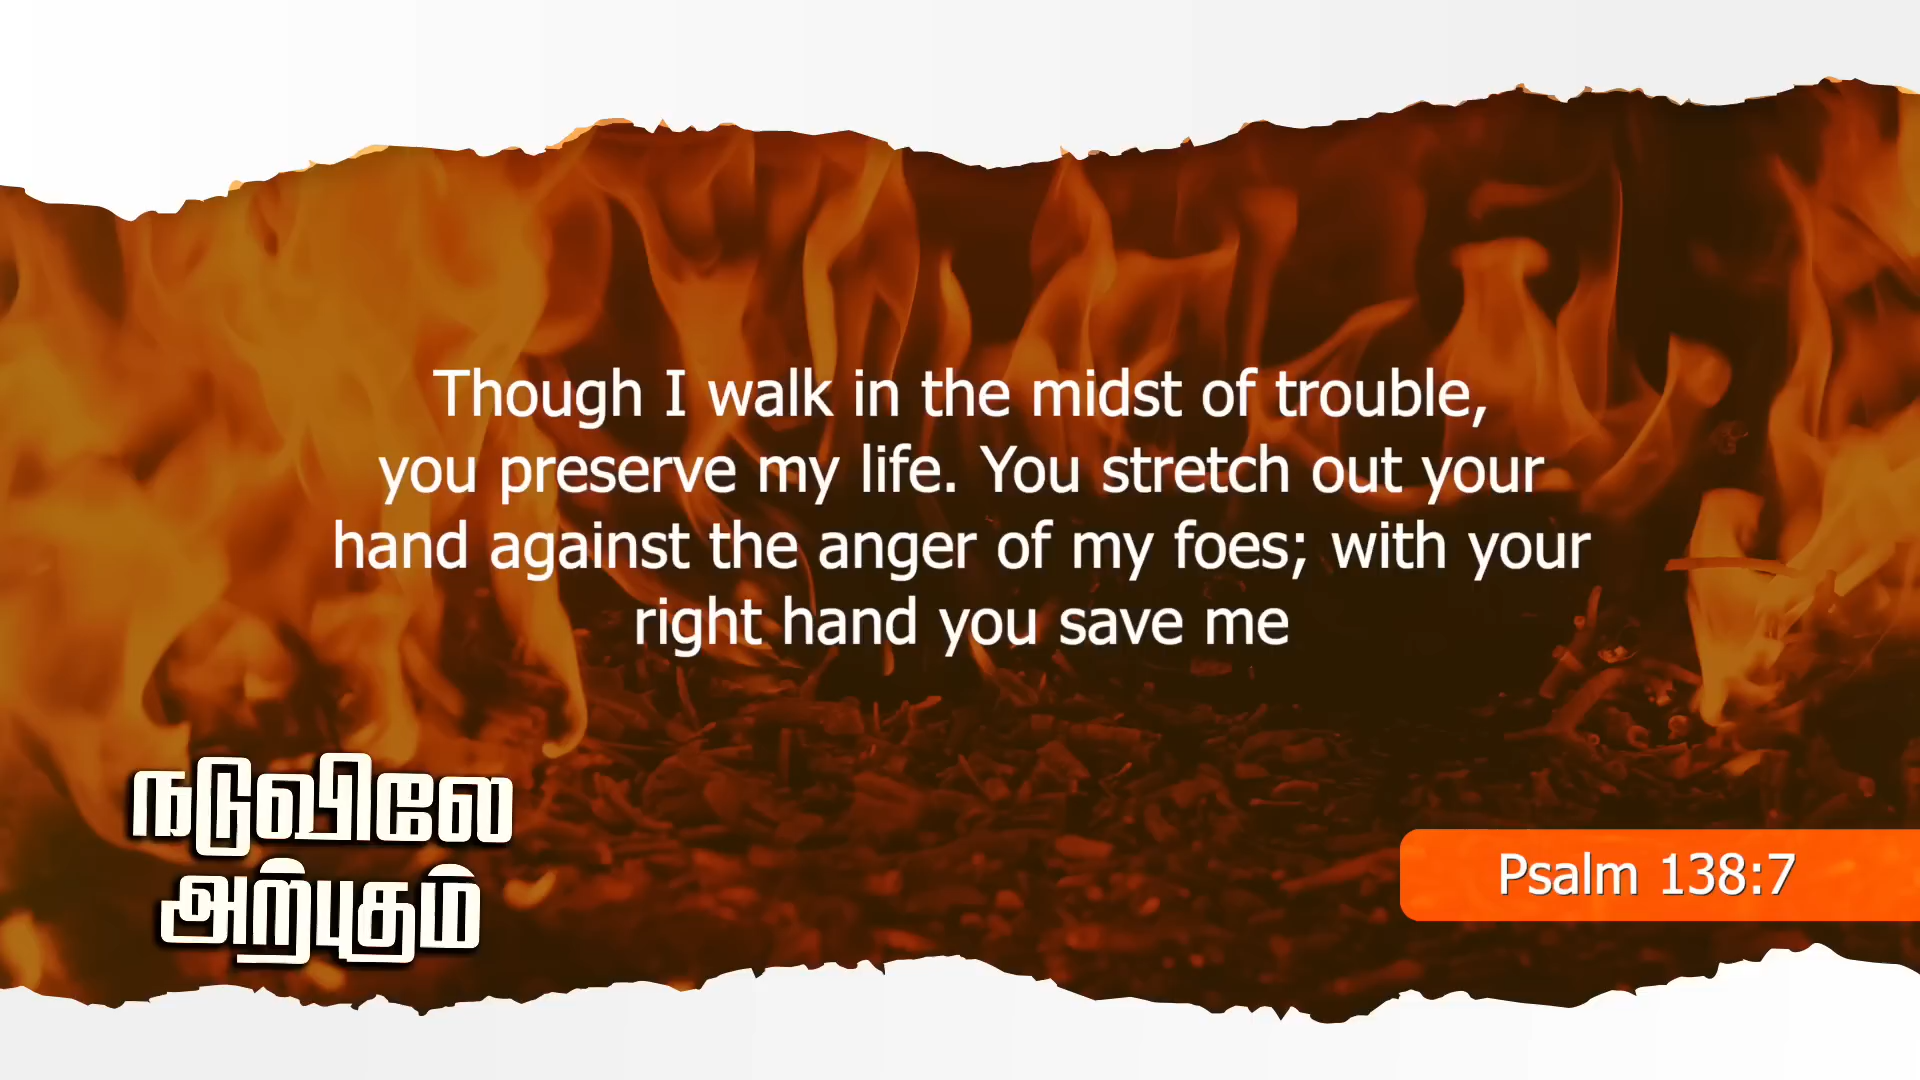 Though I walk in the midst of trouble,
you preserve my life. You stretch out your
hand against the anger of my foes; with your
right hand you save me
நடுவிலே
அற்புதம்
Psalm 138:7